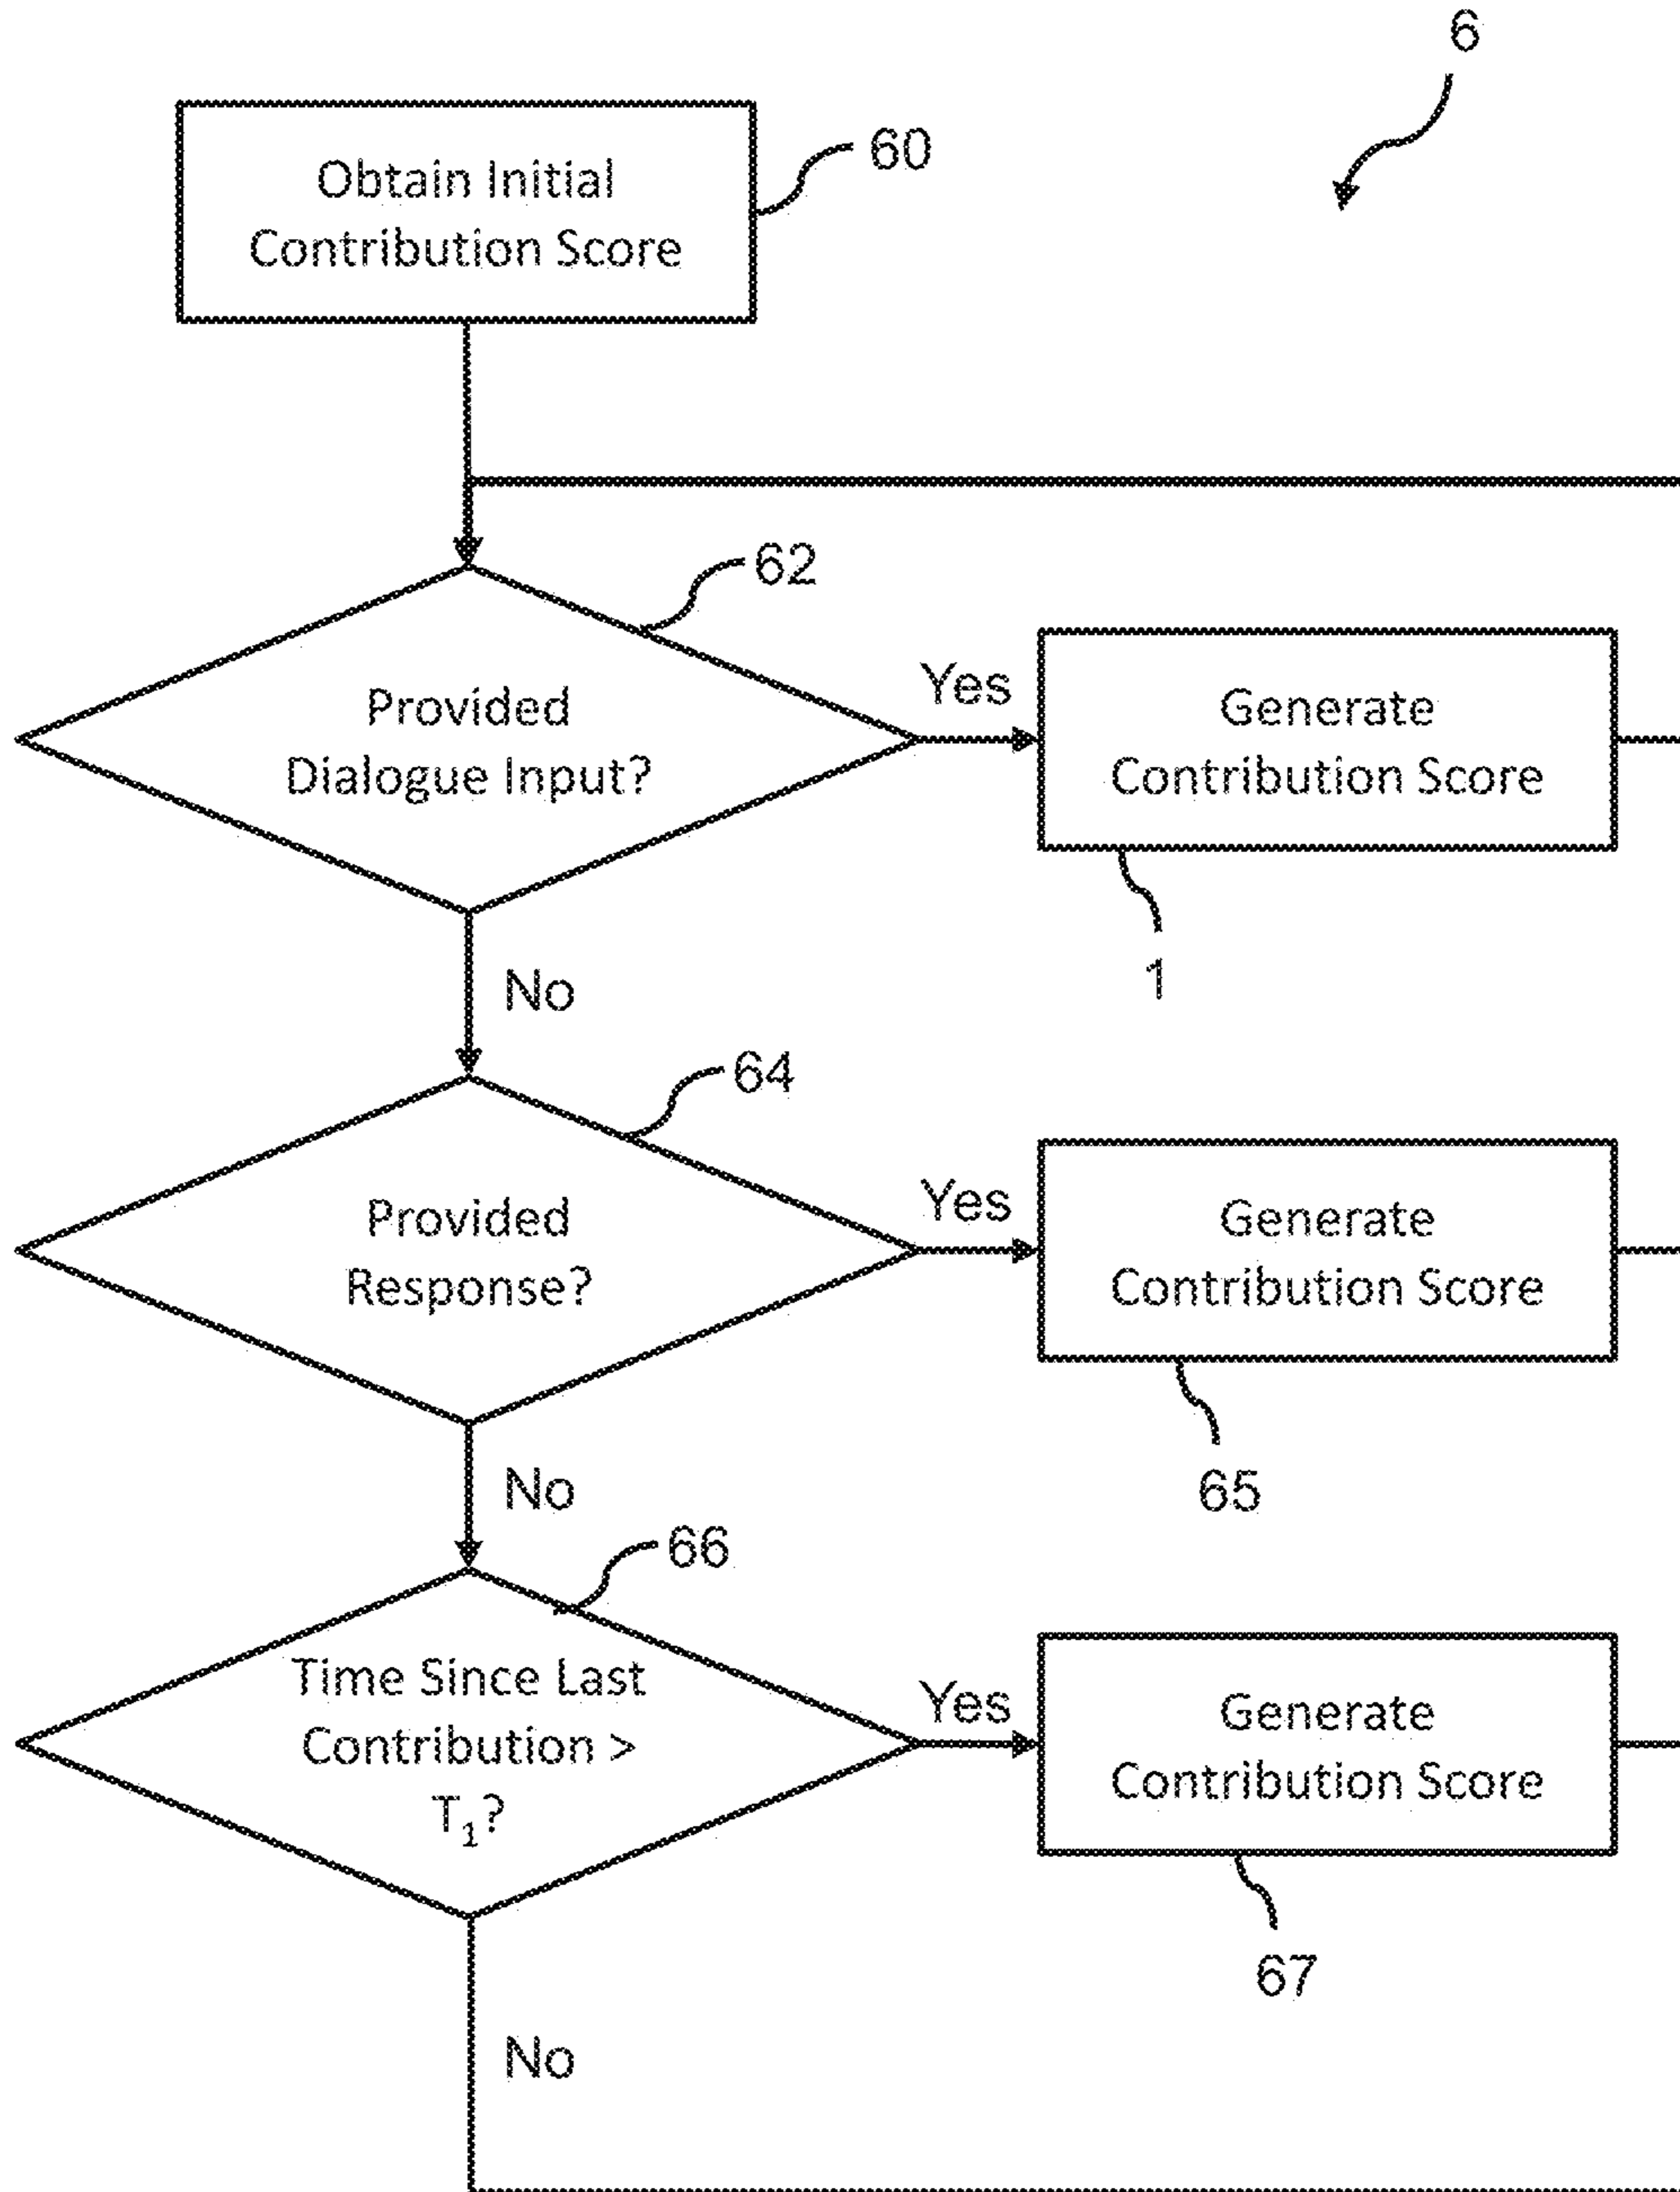 6
Obtain Initial
Contribution Score
60
62
Provided
Dialogue Input?
Yes
Generate
Contribution Score
1
No
64
Provided
Response?
Yes
Generate
Contribution Score
65
No
66
Time Since Last
Contribution >
T₁?
Yes
Generate
Contribution Score
67
No